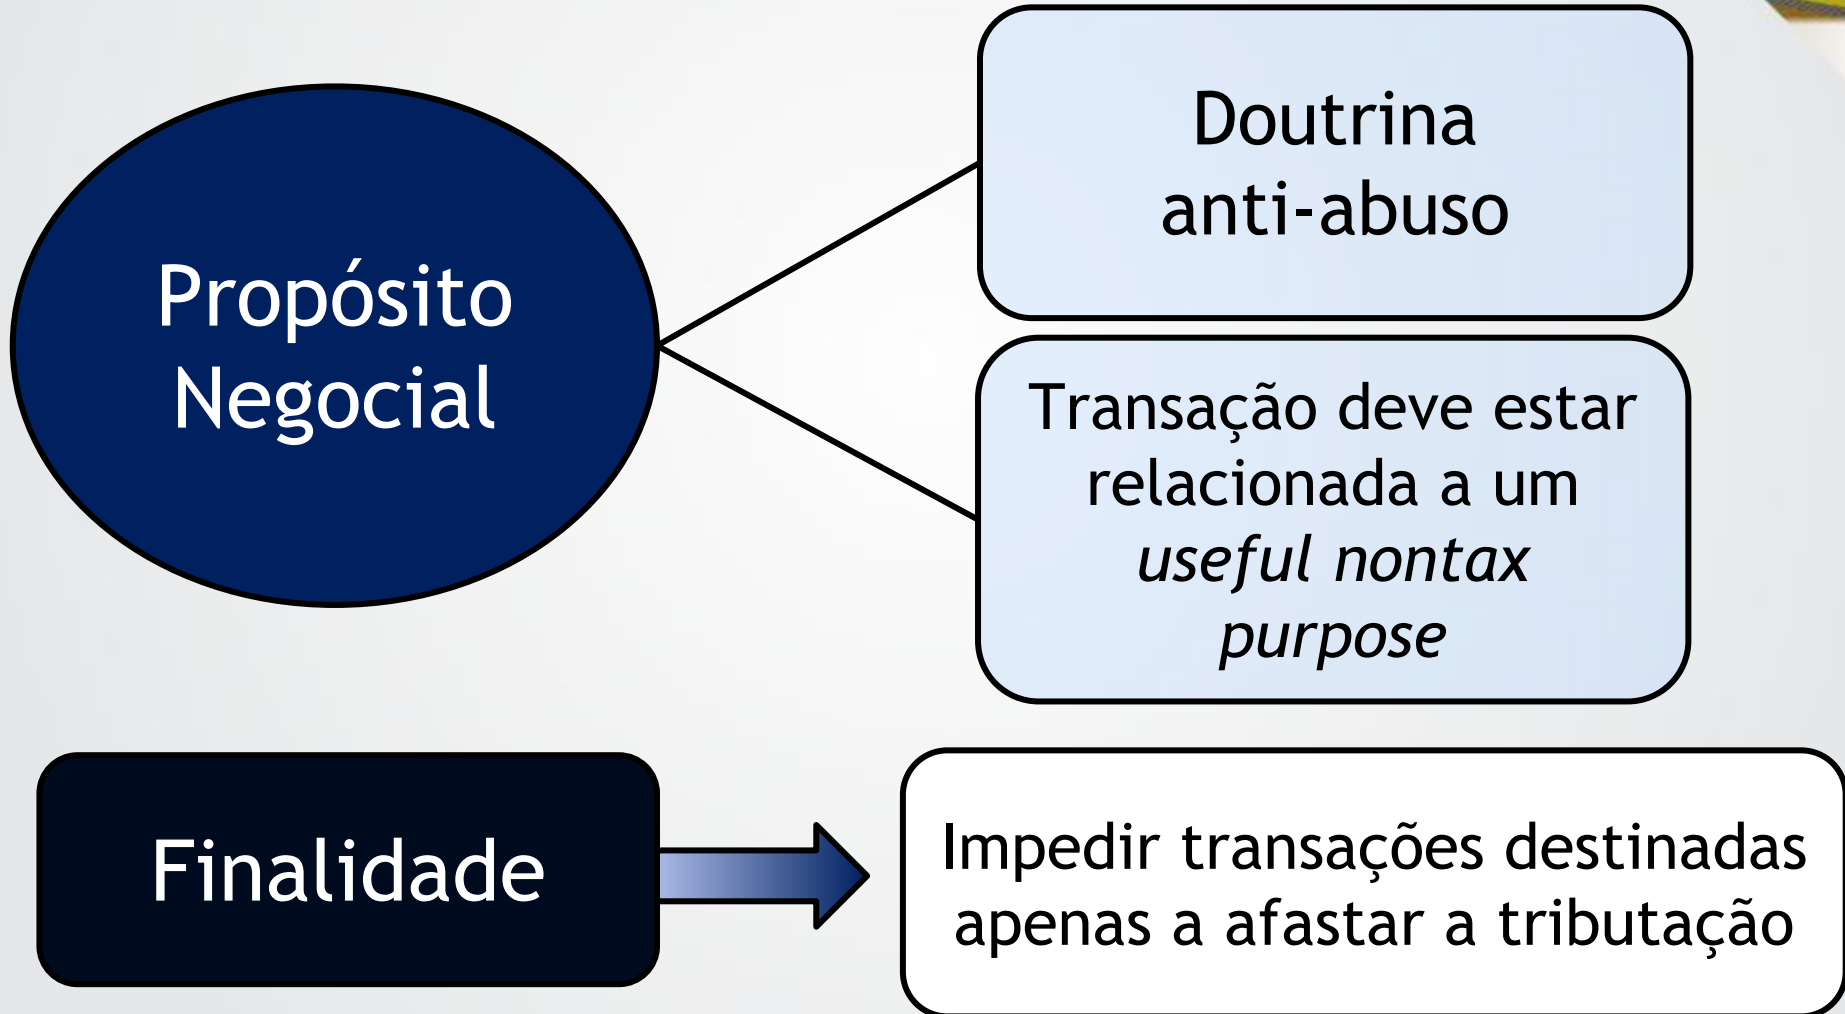 Propósito
Negocial
Doutrina
anti-abuso
Transação deve estar
relacionada a um
useful nontax
purpose
Finalidade
Impedir transações destinadas
apenas a afastar a tributação